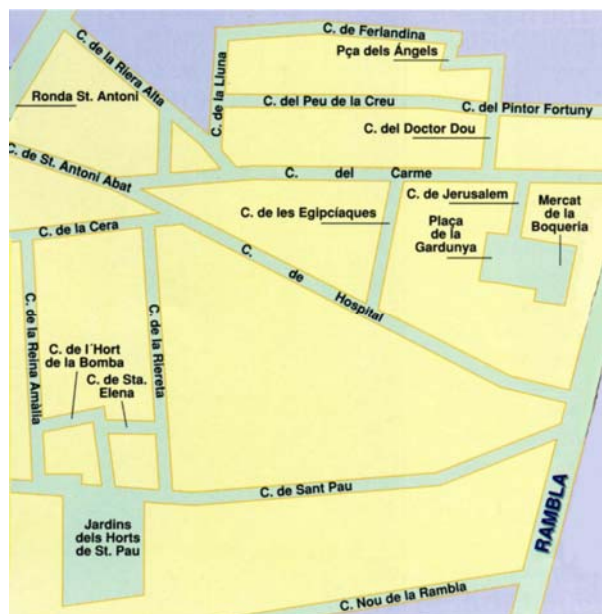 C. de Ferlandina
Pça dels Ángels
C. de la Riera Alta
C. de la Lluna
Ronda St. Antoni
C. del Peu de la Creu
C. del Pintor Fortuny
C. del Doctor Dou
C. de St. Antoni Abat
C. del Carme
C. de Jerusalem
Mercat
de la
Boqueria
C. de les Egipcíaques
Plaça
de la
Gardunya
C. de la Cera
C. de Hospital
C. de la Reina Amàlia
C. de la Riereta
C. de l´Hort
de la Bomba
C. de Sta.
Elena
C. de Sant Pau
RAMBLA
Jardins
dels Horts
de St. Pau
C. Nou de la Rambla